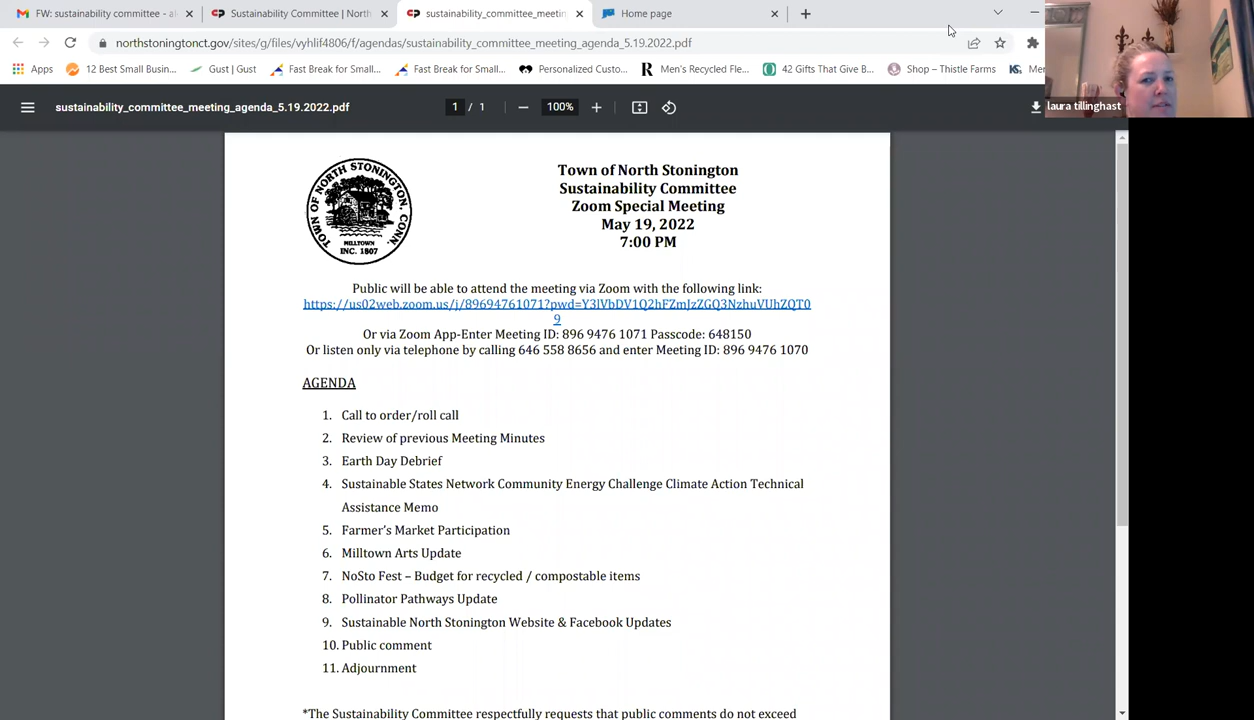 FW: sustainability committee - al
Sustainability Committee | North
sustainability_committee_meetin
Home page
northstoningtonct.gov/sites/g/files/vyhlif4806/f/agendas/sustainability_committee_meeting_agenda_5.19.2022.pdf
Apps
12 Best Small Busin...
Gust | Gust
Fast Break for Small...
Fast Break for Small...
Personalized Custo...
Men's Recycled Fle...
42 Gifts That Give B...
Shop – Thistle Farms
KS.
laura tillinghast
sustainability_committee_meeting_agenda_5.19.2022.pdf
1 / 1
100%
TOWN OF NORTH STONINGTON, CONN.
MILLTOWN
INC. 1807
Town of North Stonington
Sustainability Committee
Zoom Special Meeting
May 19, 2022
7:00 PM
Public will be able to attend the meeting via Zoom with the following link:
https://us02web.zoom.us/j/89694761071?pwd=Y3lVbDV1Q2hFZmJzZGQ3NzhuVUhZQT0
9
Or via Zoom App-Enter Meeting ID: 896 9476 1071 Passcode: 648150
Or listen only via telephone by calling 646 558 8656 and enter Meeting ID: 896 9476 1070
AGENDA
1. Call to order/roll call
2. Review of previous Meeting Minutes
3. Earth Day Debrief
4. Sustainable States Network Community Energy Challenge Climate Action Technical
Assistance Memo
5. Farmer's Market Participation
6. Milltown Arts Update
7. NoSto Fest – Budget for recycled / compostable items
8. Pollinator Pathways Update
9. Sustainable North Stonington Website & Facebook Updates
10. Public comment
11. Adjournment
*The Sustainability Committee respectfully requests that public comments do not exceed